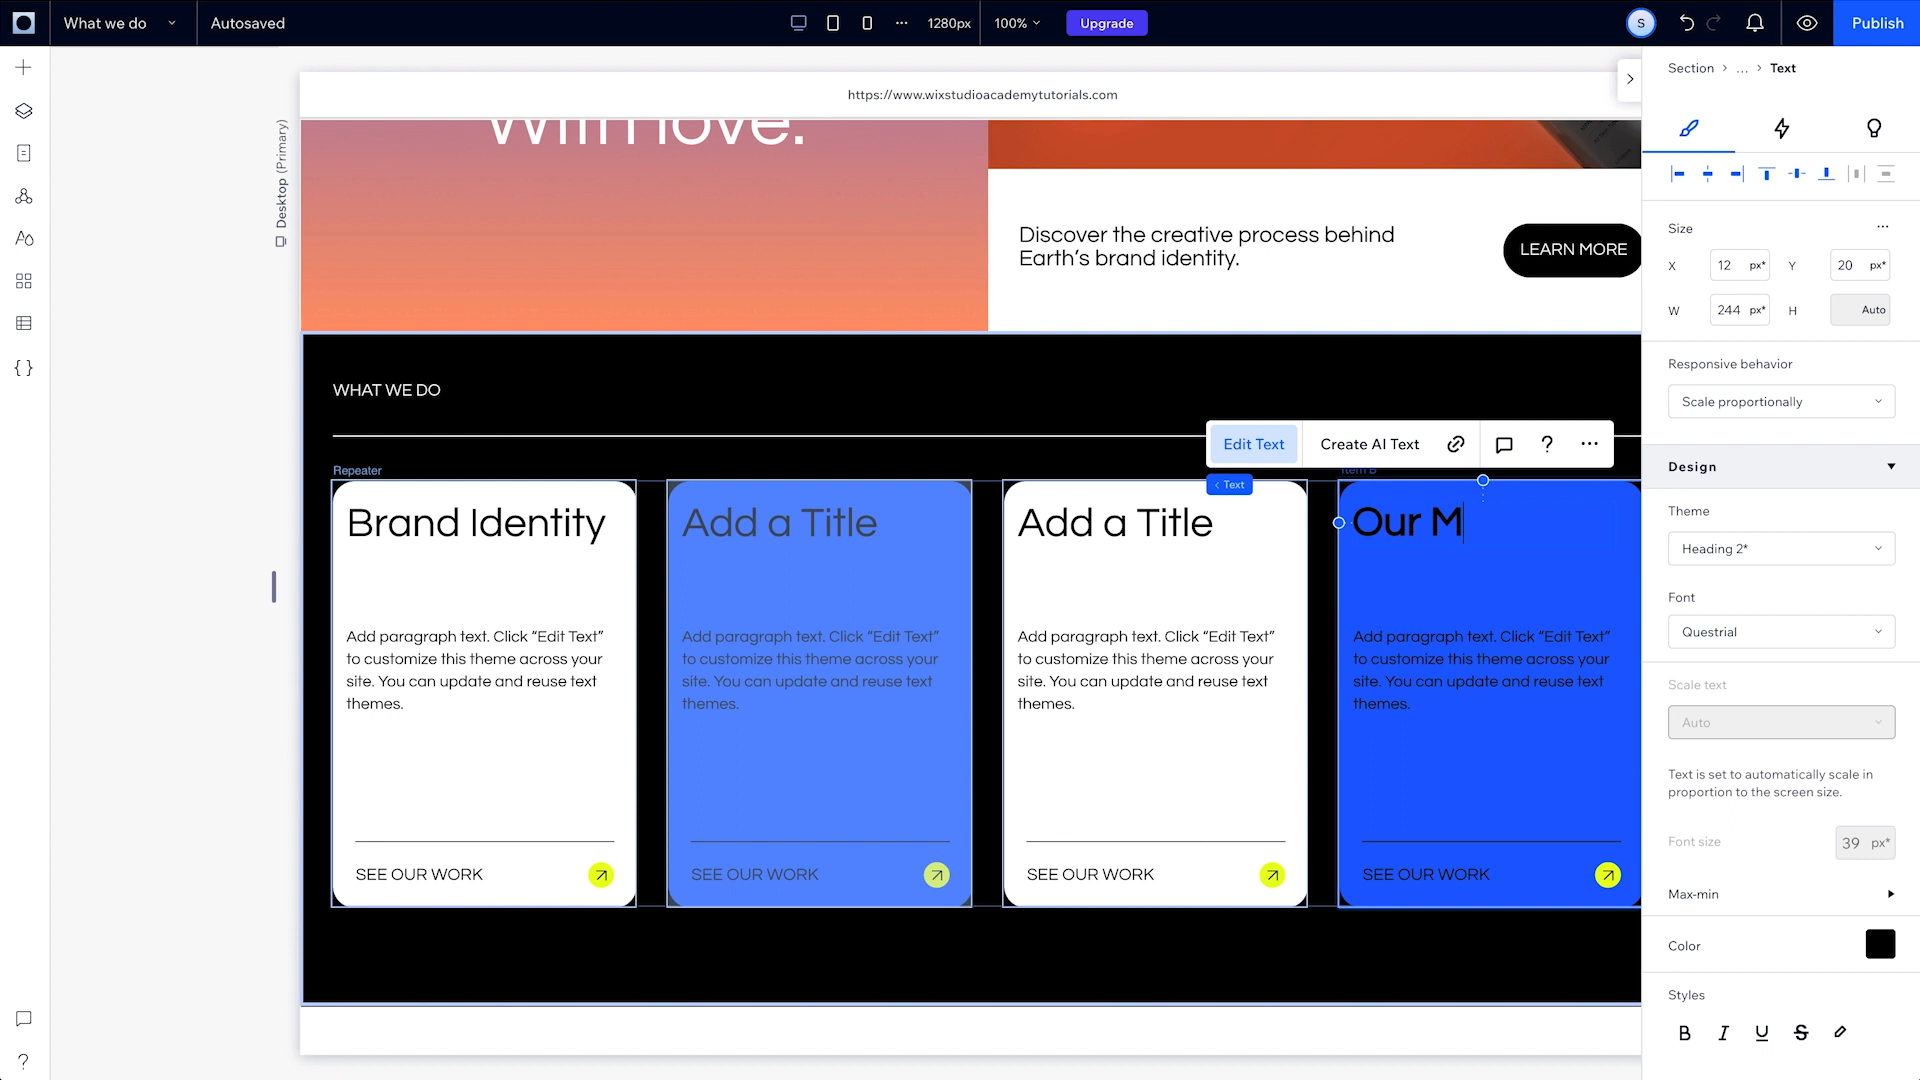 What we do
Autosaved
1280px
100%
Upgrade
S
Publish
Section > ... > Text
https://www.wixstudioacademytutorials.com
Desktop (Primary)
Discover the creative process behind
Earth's brand identity.
LEARN MORE
WHAT WE DO
Edit Text
Create AI Text
Repeater
< Text
Brand Identity
Add paragraph text. Click “Edit Text”
to customize this theme across your
site. You can update and reuse text
themes.
SEE OUR WORK
Add a Title
Add paragraph text. Click “Edit Text”
to customize this theme across your
site. You can update and reuse text
themes.
SEE OUR WORK
Add a Title
Add paragraph text. Click “Edit Text”
to customize this theme across your
site. You can update and reuse text
themes.
SEE OUR WORK
Our M
Add paragraph text. Click “Edit Text”
to customize this theme across your
site. You can update and reuse text
themes.
SEE OUR WORK
Size
X 12 px* Y 20 px*
W 244 px* H Auto
Responsive behavior
Scale proportionally
Design
Theme
Heading 2*
Font
Questrial
Scale text
Auto
Text is set to automatically scale in
proportion to the screen size.
Font size 39 px*
Max-min
Color
Styles
B I U S